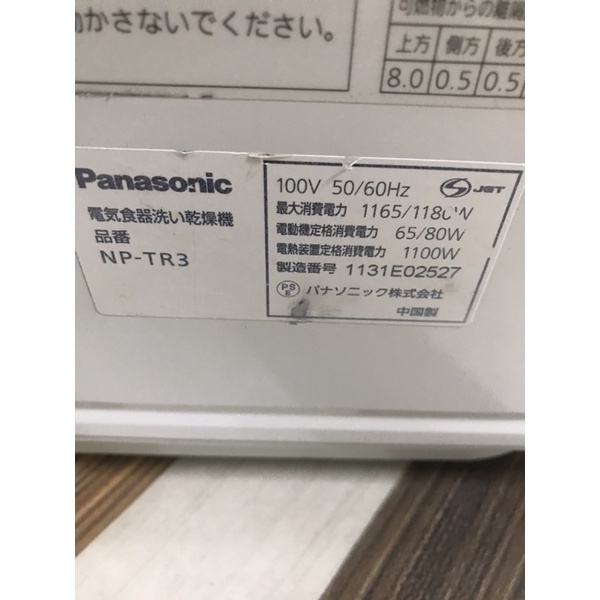 動かさないでください。
可燃物からの離隔
上方 側方 後方
8.0 0.5 0.5
Panasonic
電気食器洗い乾燥機
品番
NP-TR3
100V 50/60Hz
JET
最大消費電力 1165/1180W
電動機定格消費電力 65/80W
電熱装置定格消費電力 1100W
製造番号 1131E02527
PS
E
パナソニック株式会社
中国製